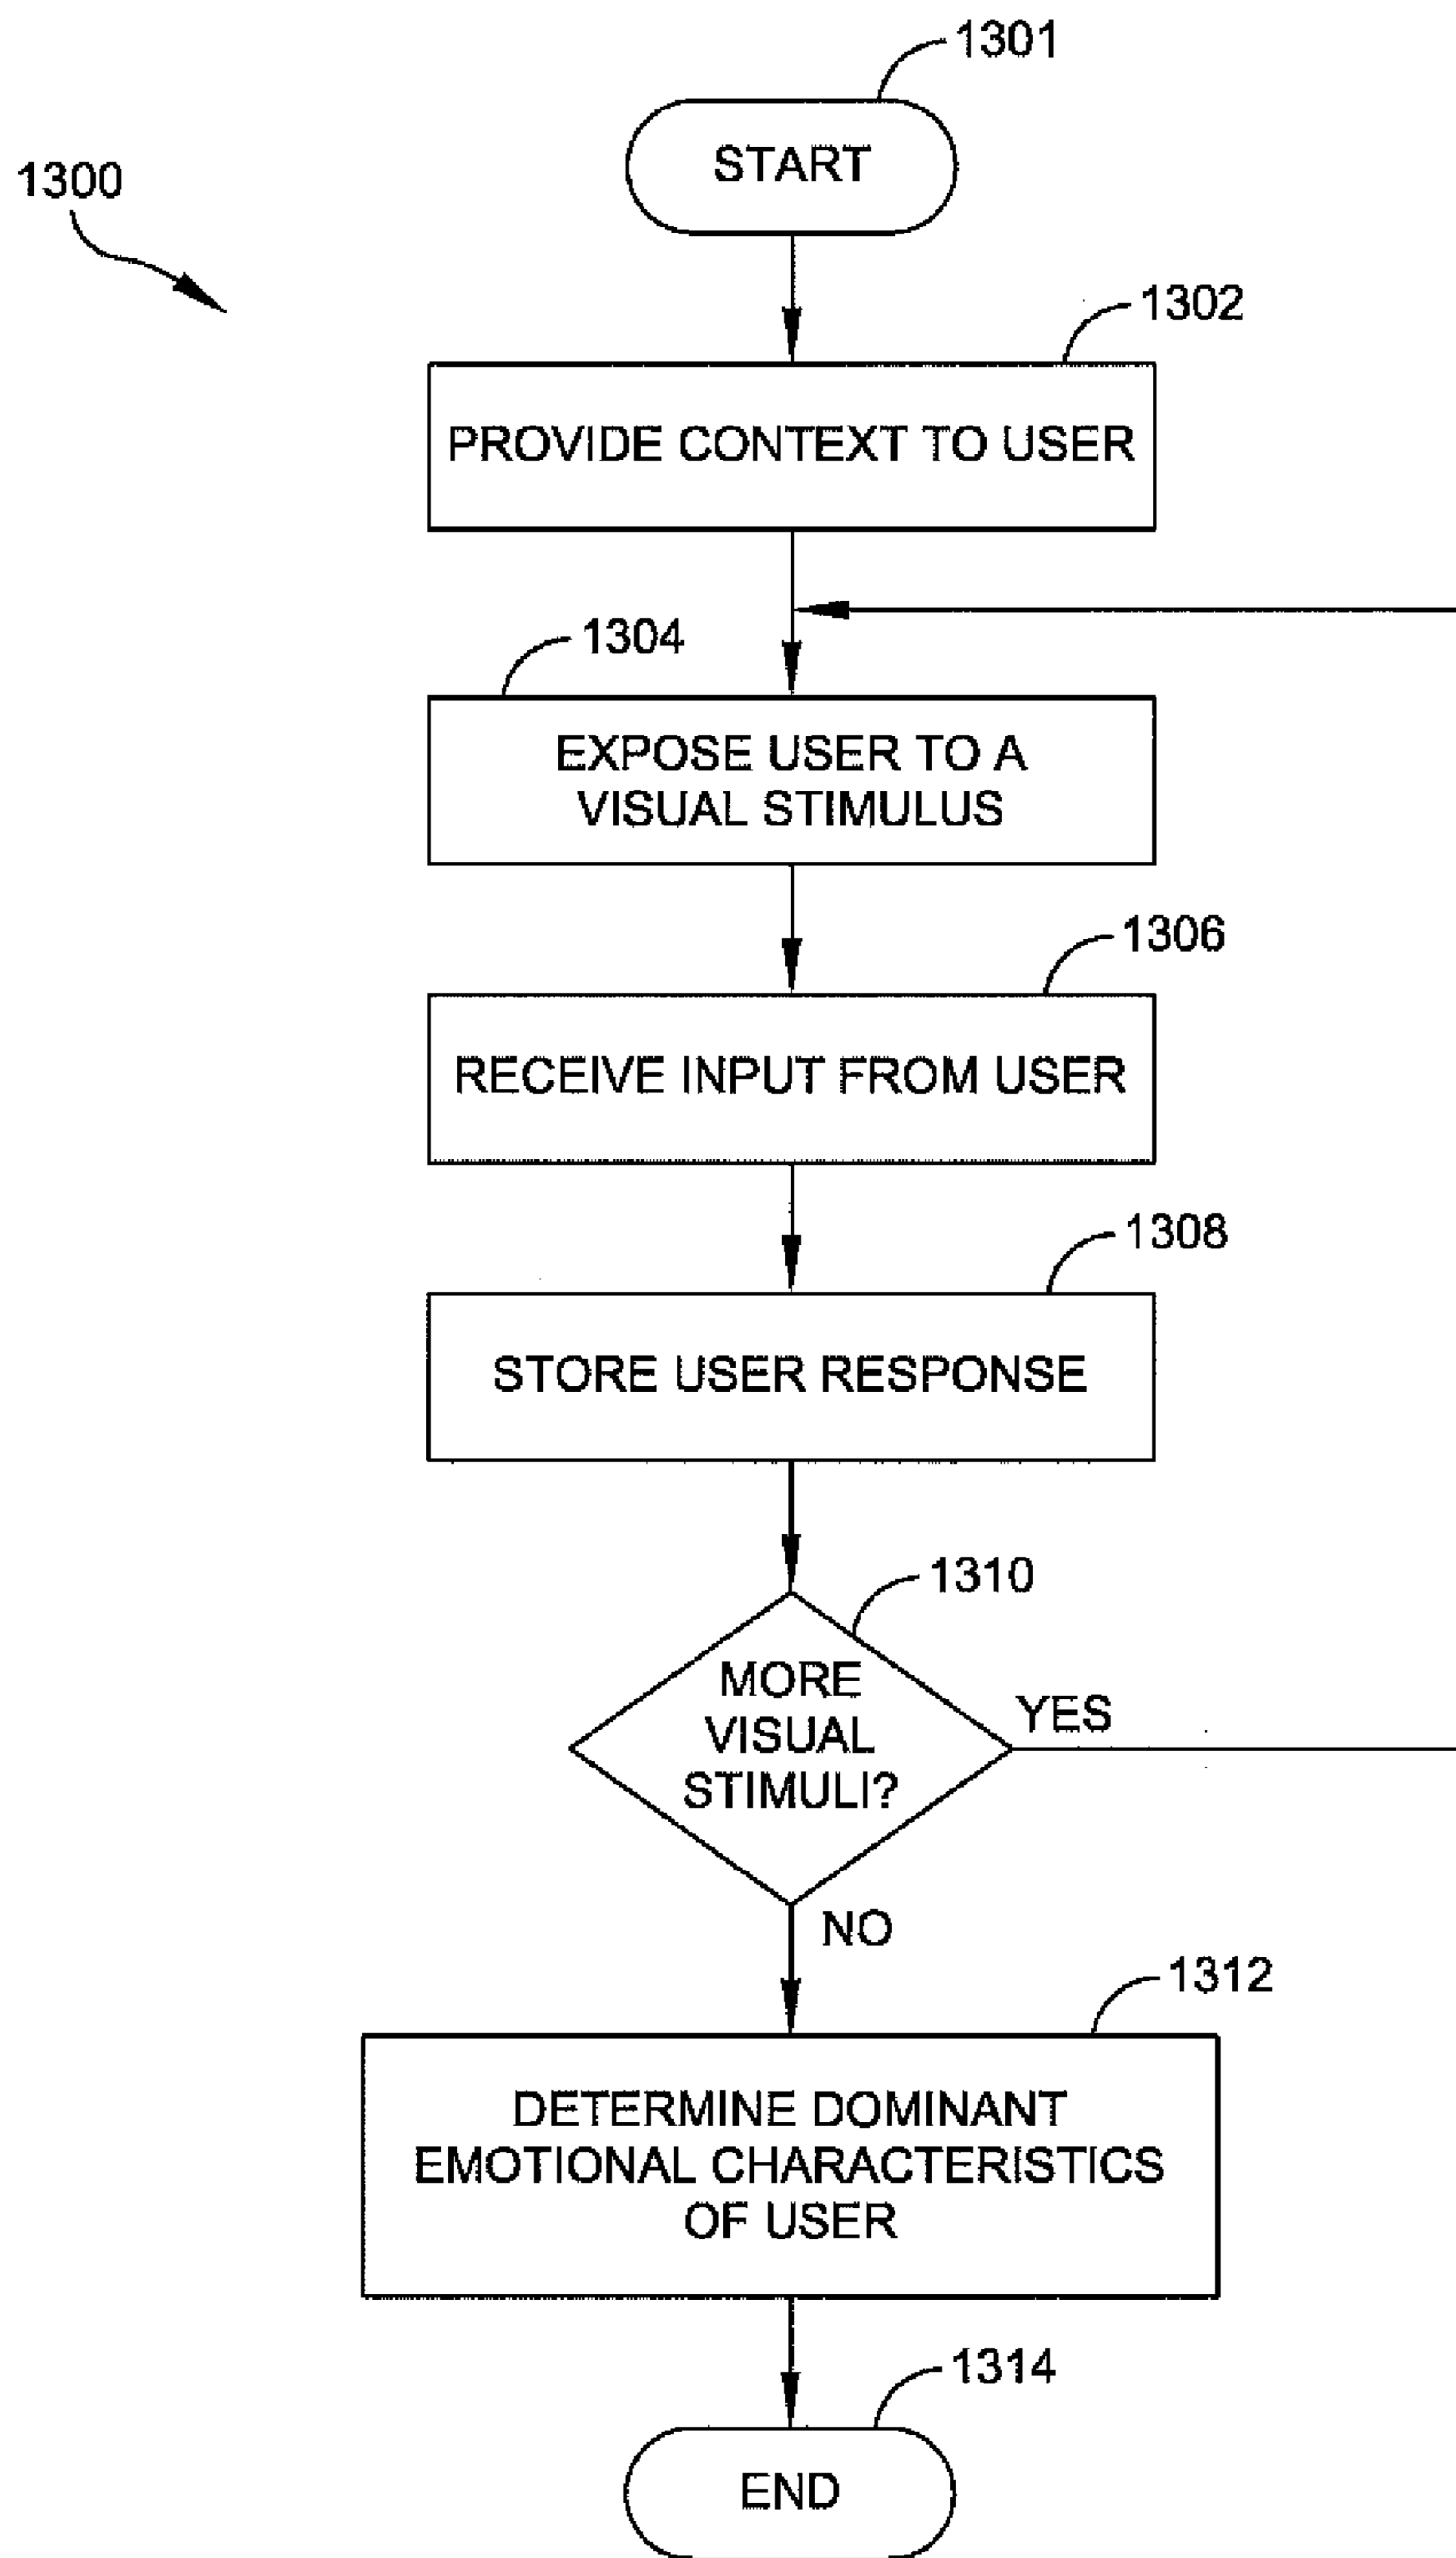 1301
START
1300
1302
PROVIDE CONTEXT TO USER
1304
EXPOSE USER TO A
VISUAL STIMULUS
1306
RECEIVE INPUT FROM USER
1308
STORE USER RESPONSE
1310
MORE
VISUAL
STIMULI?
YES
NO
1312
DETERMINE DOMINANT
EMOTIONAL CHARACTERISTICS
OF USER
1314
END